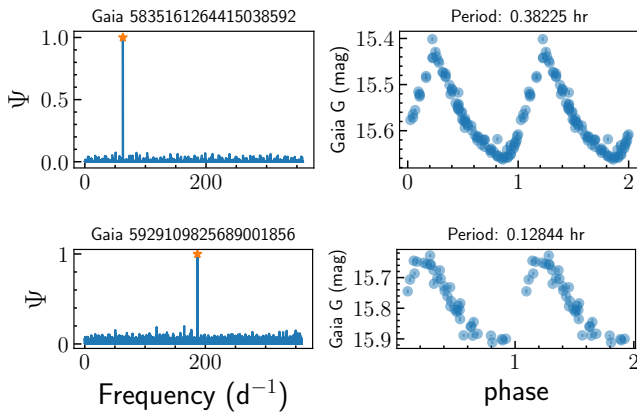 Gaia 5835161264415038592
Period: 0.38225 hr
1.0
0.5
0.0
Ψ
0
200
15.4
15.6
Gaia G (mag)
0
1
2
Gaia 5929109825689001856
Period: 0.12844 hr
1
0
Ψ
0
200
15.7
15.8
15.9
Gaia G (mag)
1
2
Frequency (d⁻¹)
phase